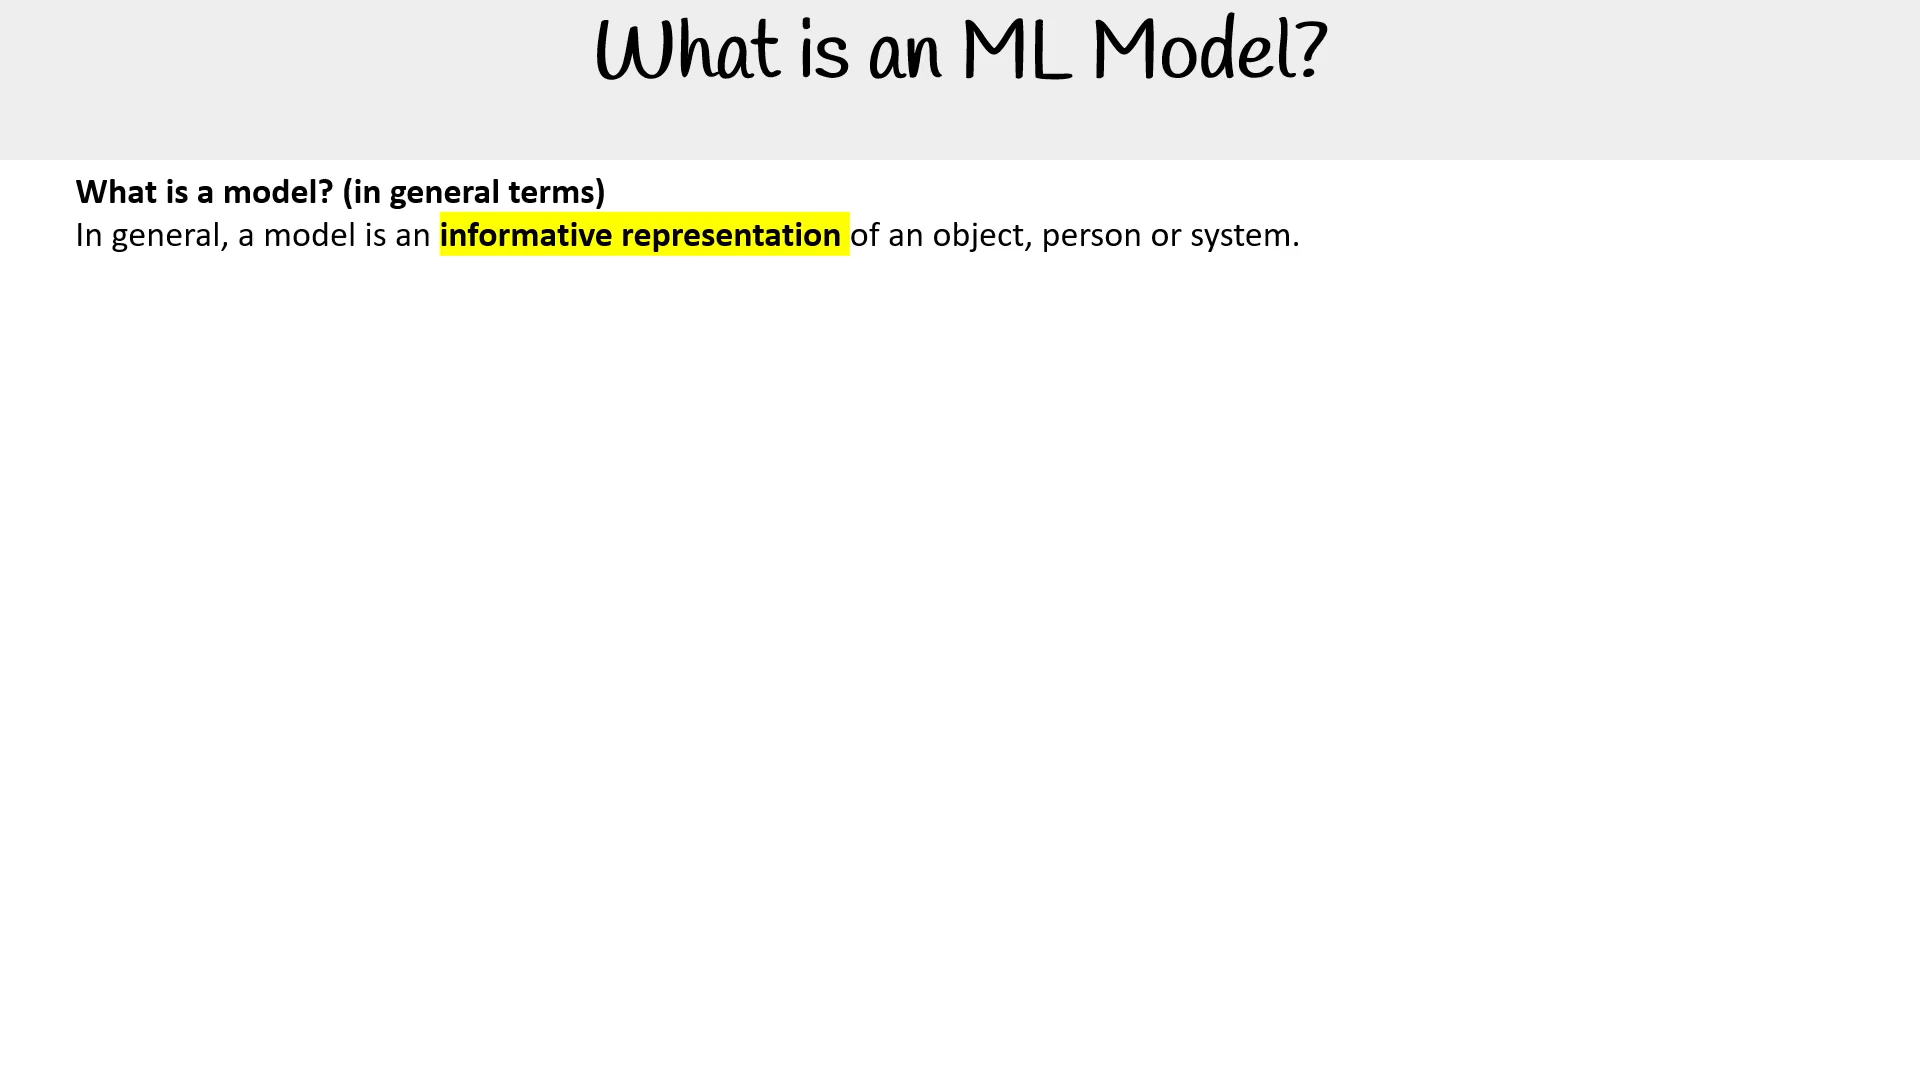 What is an ML Model?
What is a model? (in general terms)
In general, a model is an informative representation of an object, person or system.